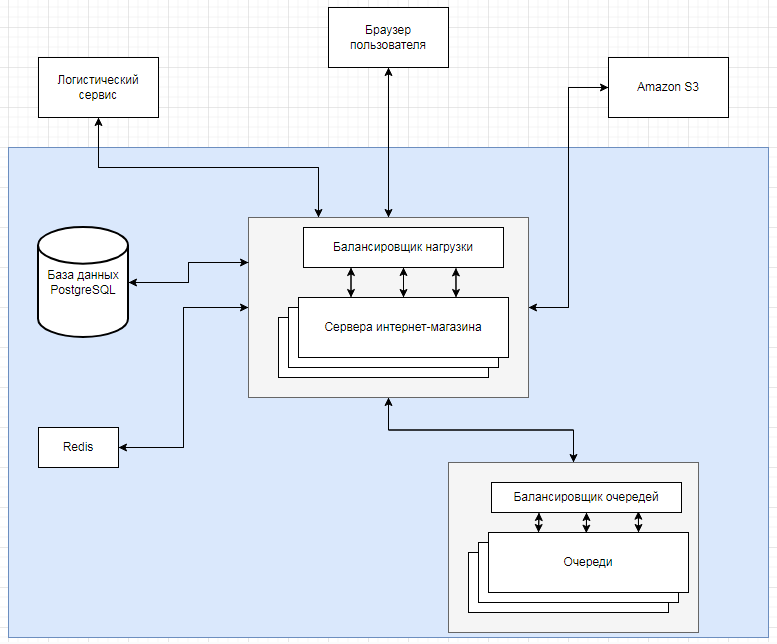 Браузер
пользователя
Логистический
сервис
Amazon S3
Балансировщик нагрузки
База данных
PostgreSQL
Сервера интернет-магазина
Redis
Балансировщик очередей
Очереди